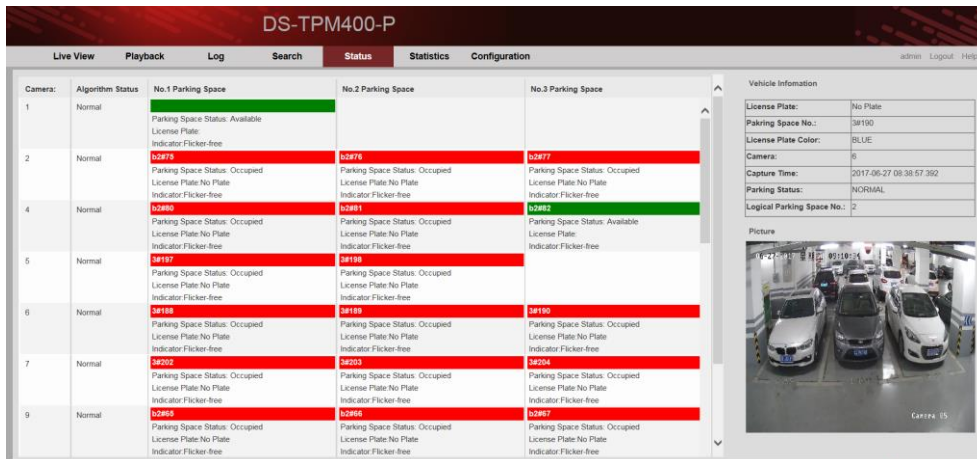 DS-TPM400-P
Live View Playback Log Search Status Statistics Configuration admin Logout Help
Camera: Algorithm Status No.1 Parking Space No.2 Parking Space No.3 Parking Space
1 Normal
Parking Space Status: Available
License Plate:
Indicator:Flicker-free
2 Normal b2#75 b2#76 b2#77
Parking Space Status: Occupied Parking Space Status: Occupied Parking Space Status: Occupied
License Plate:No Plate License Plate:No Plate License Plate:No Plate
Indicator:Flicker-free Indicator:Flicker-free Indicator:Flicker-free
4 Normal b2#80 b2#81 b2#82
Parking Space Status: Occupied Parking Space Status: Occupied Parking Space Status: Available
License Plate:No Plate License Plate:No Plate License Plate:
Indicator:Flicker-free Indicator:Flicker-free Indicator:Flicker-free
5 Normal 3#197 3#198
Parking Space Status: Occupied Parking Space Status: Occupied
License Plate:No Plate License Plate:No Plate
Indicator:Flicker-free Indicator:Flicker-free
6 Normal 3#188 3#189 3#190
Parking Space Status: Occupied Parking Space Status: Occupied Parking Space Status: Occupied
License Plate:No Plate License Plate:No Plate License Plate:No Plate
Indicator:Flicker-free Indicator:Flicker-free Indicator:Flicker-free
7 Normal 3#202 3#203 3#204
Parking Space Status: Occupied Parking Space Status: Occupied Parking Space Status: Occupied
License Plate:No Plate License Plate:No Plate License Plate:No Plate
Indicator:Flicker-free Indicator:Flicker-free Indicator:Flicker-free
9 Normal b2#65 b2#66 b2#67
Parking Space Status: Occupied Parking Space Status: Occupied Parking Space Status: Occupied
License Plate:No Plate License Plate:No Plate License Plate:No Plate
Indicator:Flicker-free Indicator:Flicker-free Indicator:Flicker-free
Vehicle Infomation
License Plate: No Plate
Pakring Space No.: 3#190
License Plate Color: BLUE
Camera: 6
Capture Time: 2017-06-27 08:38:57.392
Parking Status: NORMAL
Logical Parking Space No.: 2
Picture
09:10:34
Camera 05